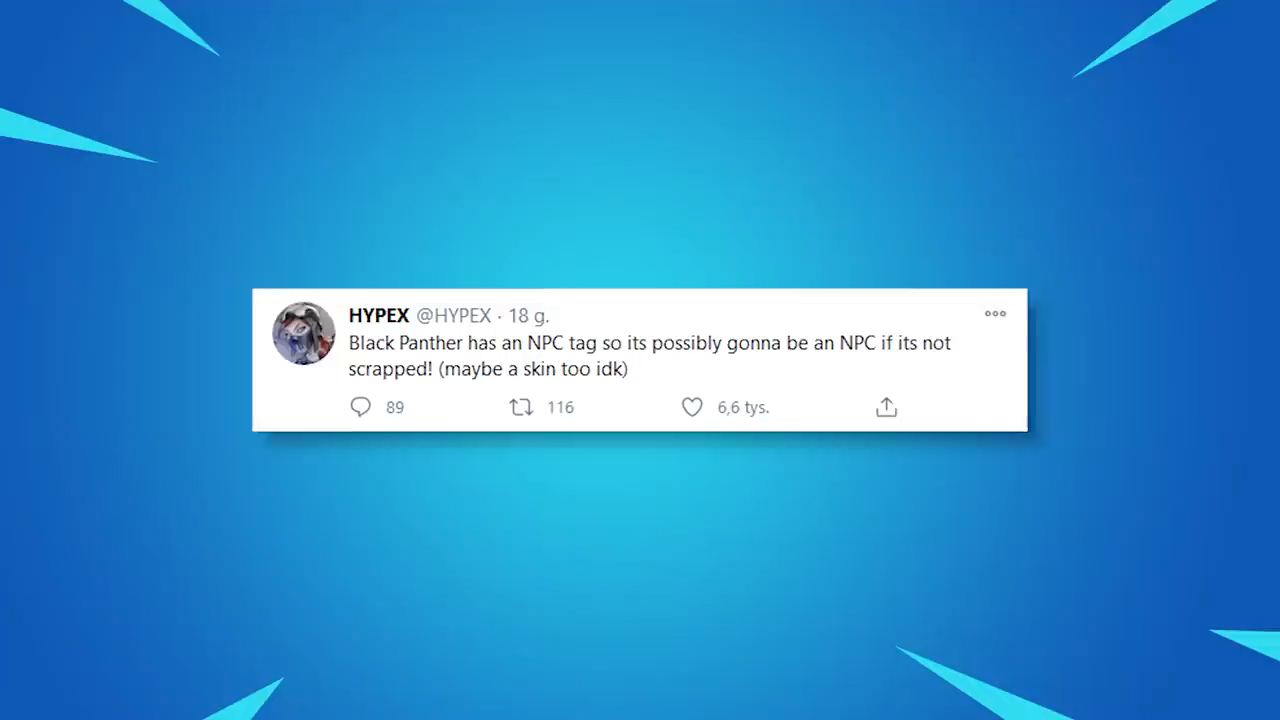 HYPEX @HYPEX · 18 g.
Black Panther has an NPC tag so its possibly gonna be an NPC if its not
scrapped! (maybe a skin too idk)
89 116 6,6 tys.